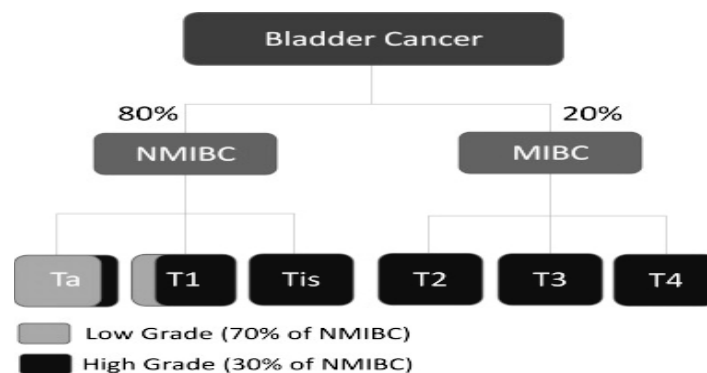 Bladder Cancer
80%
20%
NMIBC
MIBC
Ta
T1
Tis
T2
T3
T4
Low Grade (70% of NMIBC)
High Grade (30% of NMIBC)